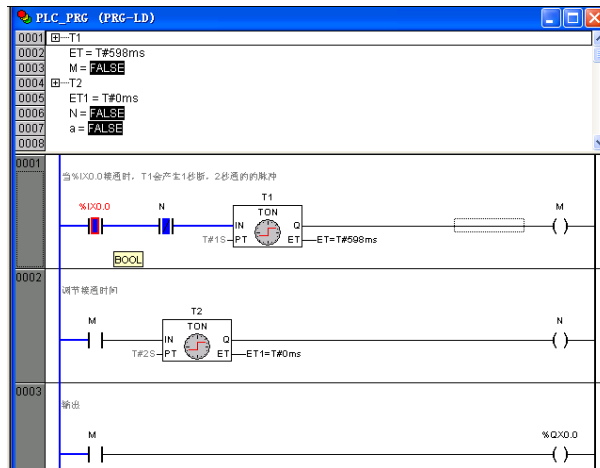 PLC_PRG (PRG-LD)
0001 T1
0002 ET = T#598ms
0003 M = FALSE
0004 T2
0005 ET1 = T#0ms
0006 N = FALSE
0007 a = FALSE
0008
0001
当%IX0.0接通时，T1会产生1秒断，2秒通的的脉冲
%IX0.0 N T1 M
TON
IN Q
T#1S PT ET ET=T#598ms
BOOL
0002
调节接通时间
M T2 N
TON
IN Q
T#2S PT ET ET1=T#0ms
0003
输出
M %QX0.0